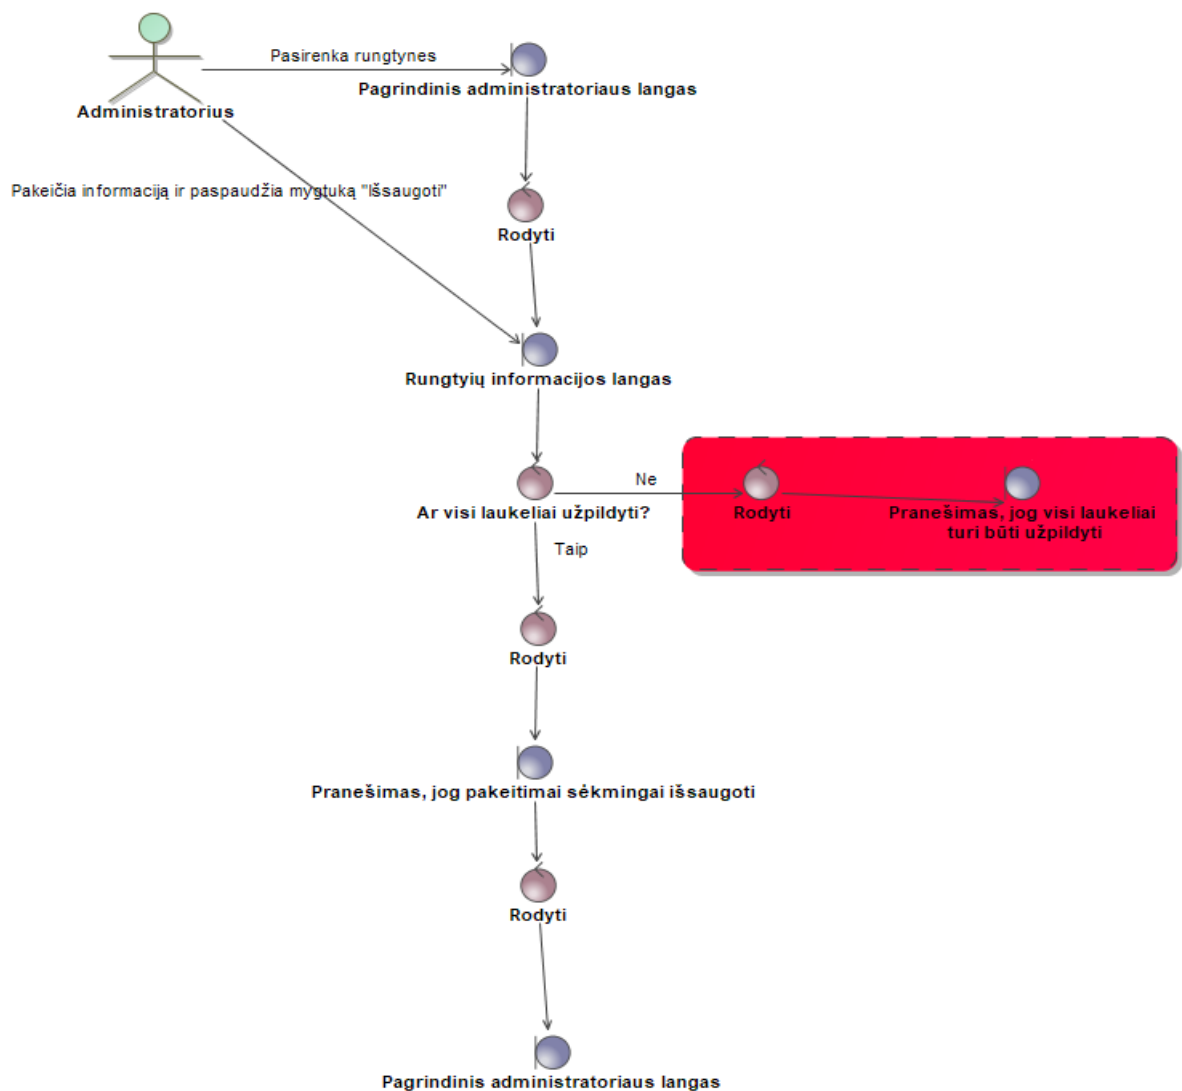 Pasirenka rungtynes
Pagrindinis administratoriaus langas
Administratorius
Pakeičia informaciją ir paspaudžia mygtuką "Išsaugoti"
Rodyti
Rungtyių informacijos langas
Ne
Ar visi laukeliai užpildyti?
Rodyti
Pranešimas, jog visi laukeliai
turi būti užpildyti
Taip
Rodyti
Pranešimas, jog pakeitimai sėkmingai išsaugoti
Rodyti
Pagrindinis administratoriaus langas